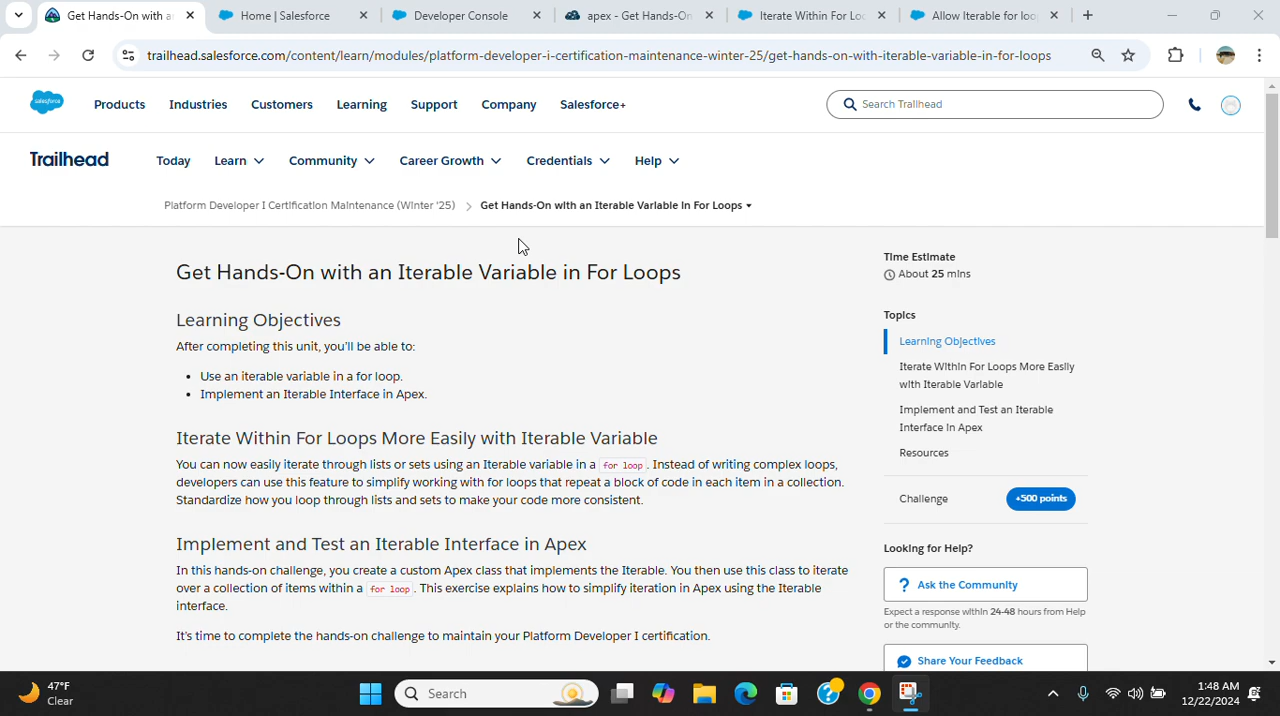 Get Hands-On with a
Home | Salesforce
Developer Console
apex - Get Hands-On
Iterate Within For Lo
Allow Iterable for loo
trailhead.salesforce.com/content/learn/modules/platform-developer-i-certification-maintenance-winter-25/get-hands-on-with-iterable-variable-in-for-loops
salesforce
Products
Industries
Customers
Learning
Support
Company
Salesforce+
Search Trailhead
Trailhead
Today
Learn
Community
Career Growth
Credentials
Help
Platform Developer I Certification Maintenance (Winter '25)
Get Hands-On with an Iterable Variable in For Loops
Get Hands-On with an Iterable Variable in For Loops
Learning Objectives
After completing this unit, you'll be able to:
• Use an iterable variable in a for loop.
• Implement an Iterable Interface in Apex.
Iterate Within For Loops More Easily with Iterable Variable
You can now easily iterate through lists or sets using an Iterable variable in a for loop. Instead of writing complex loops,
developers can use this feature to simplify working with for loops that repeat a block of code in each item in a collection.
Standardize how you loop through lists and sets to make your code more consistent.
Implement and Test an Iterable Interface in Apex
In this hands-on challenge, you create a custom Apex class that implements the Iterable. You then use this class to iterate
over a collection of items within a for loop. This exercise explains how to simplify iteration in Apex using the Iterable
interface.
It's time to complete the hands-on challenge to maintain your Platform Developer I certification.
Time Estimate
About 25 mins
Topics
Learning Objectives
Iterate Within For Loops More Easily
with Iterable Variable
Implement and Test an Iterable
Interface in Apex
Resources
Challenge
+500 points
Looking for Help?
Ask the Community
Expect a response within 24-48 hours from Help
or the community.
Share Your Feedback
47°F
Clear
Search
1:48 AM
12/22/2024